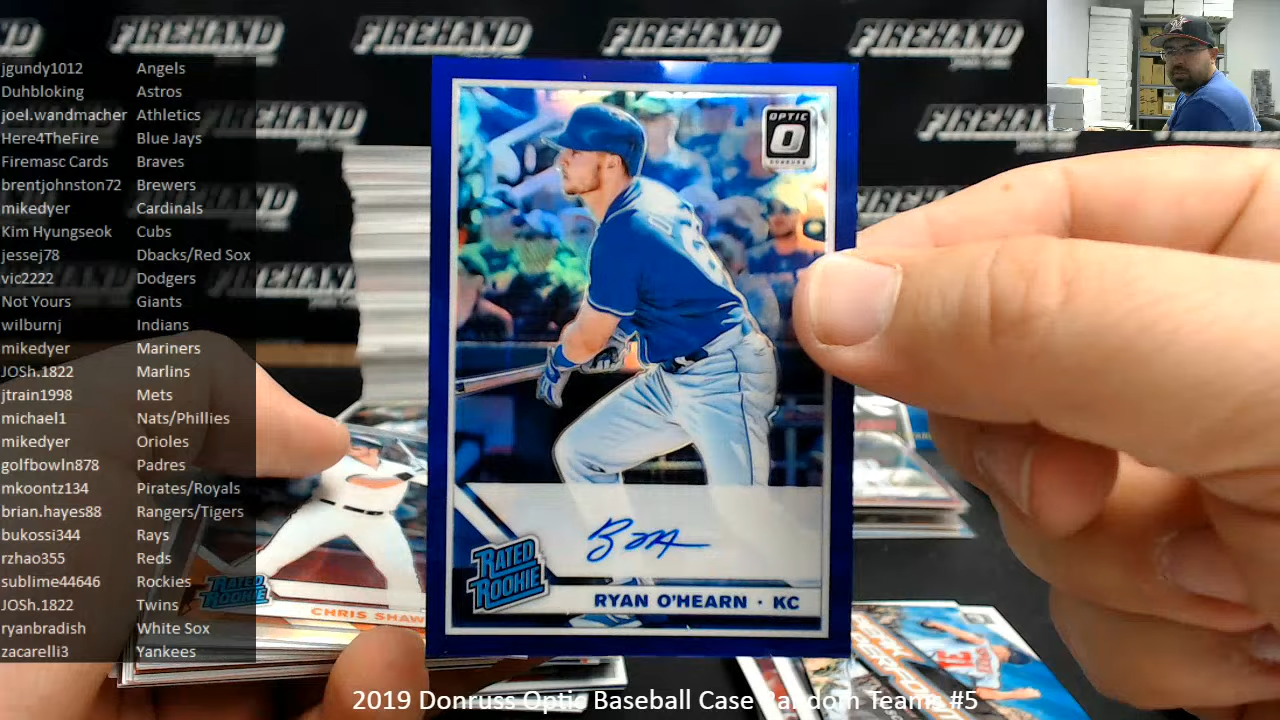 FIREHAND FIREHAND FIREHAND FIREHAND
FIREHAND
jgundy1012 Angels
Duhbloking Astros
joel.wandmacher Athletics
Here4TheFire Blue Jays
Firemasc Cards Braves
brentjohnston72 Brewers
mikedyer Cardinals
Kim Hyungseok Cubs
jessej78 Dbacks/Red Sox
vic2222 Dodgers
Not Yours Giants
wilburnj Indians
mikedyer Mariners
JOSh.1822 Marlins
jtrain1998 Mets
michael1 Nats/Phillies
mikedyer Orioles
golfbowln878 Padres
mkoontz134 Pirates/Royals
brian.hayes88 Rangers/Tigers
bukossi344 Rays
rzhao355 Reds
sublime44646 Rockies
JOSh.1822 Twins
ryanbradish White Sox
zacarelli3 Yankees
OPTIC
O
DONRUSS
RATED
ROOKIE
RYAN O'HEARN · KC
RATED
ROOKIE
CHRIS SHAW
2019 Donruss Optic Baseball Case Random Teams #5